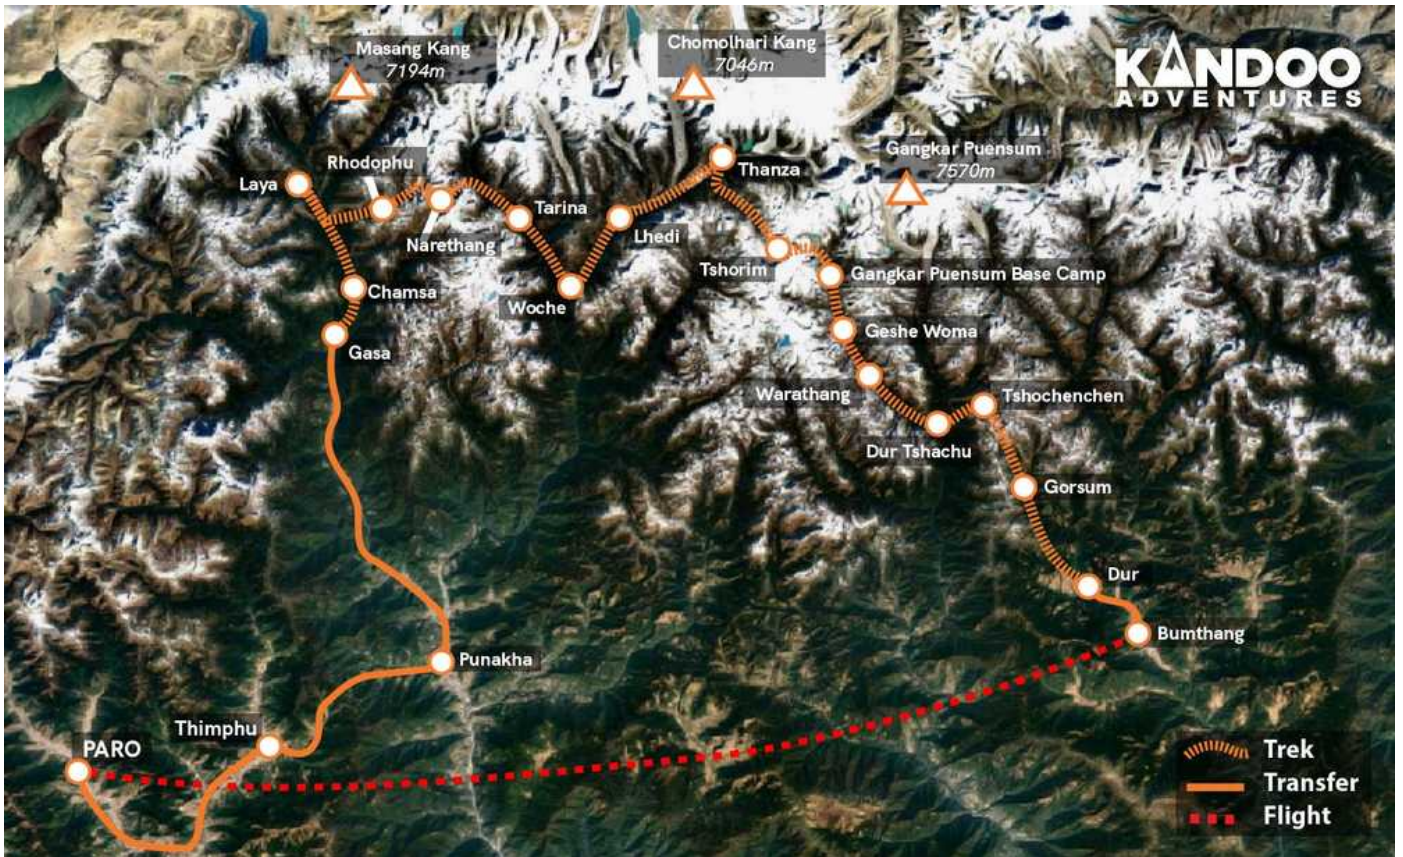 Masang Kang
7194m
Chomolhari Kang
7046m
KANDOO
ADVENTURES
Gangkar Puensum
7570m
Rhodophu
Thanza
Laya
Tarina
Narethang
Lhedi
Tshorim
Gangkar Puensum Base Camp
Chamsa
Woche
Geshe Woma
Gasa
Warathang
Tshochenchen
Dur Tshachu
Gorsum
Dur
Bumthang
Punakha
Thimphu
PARO
Trek
Transfer
Flight